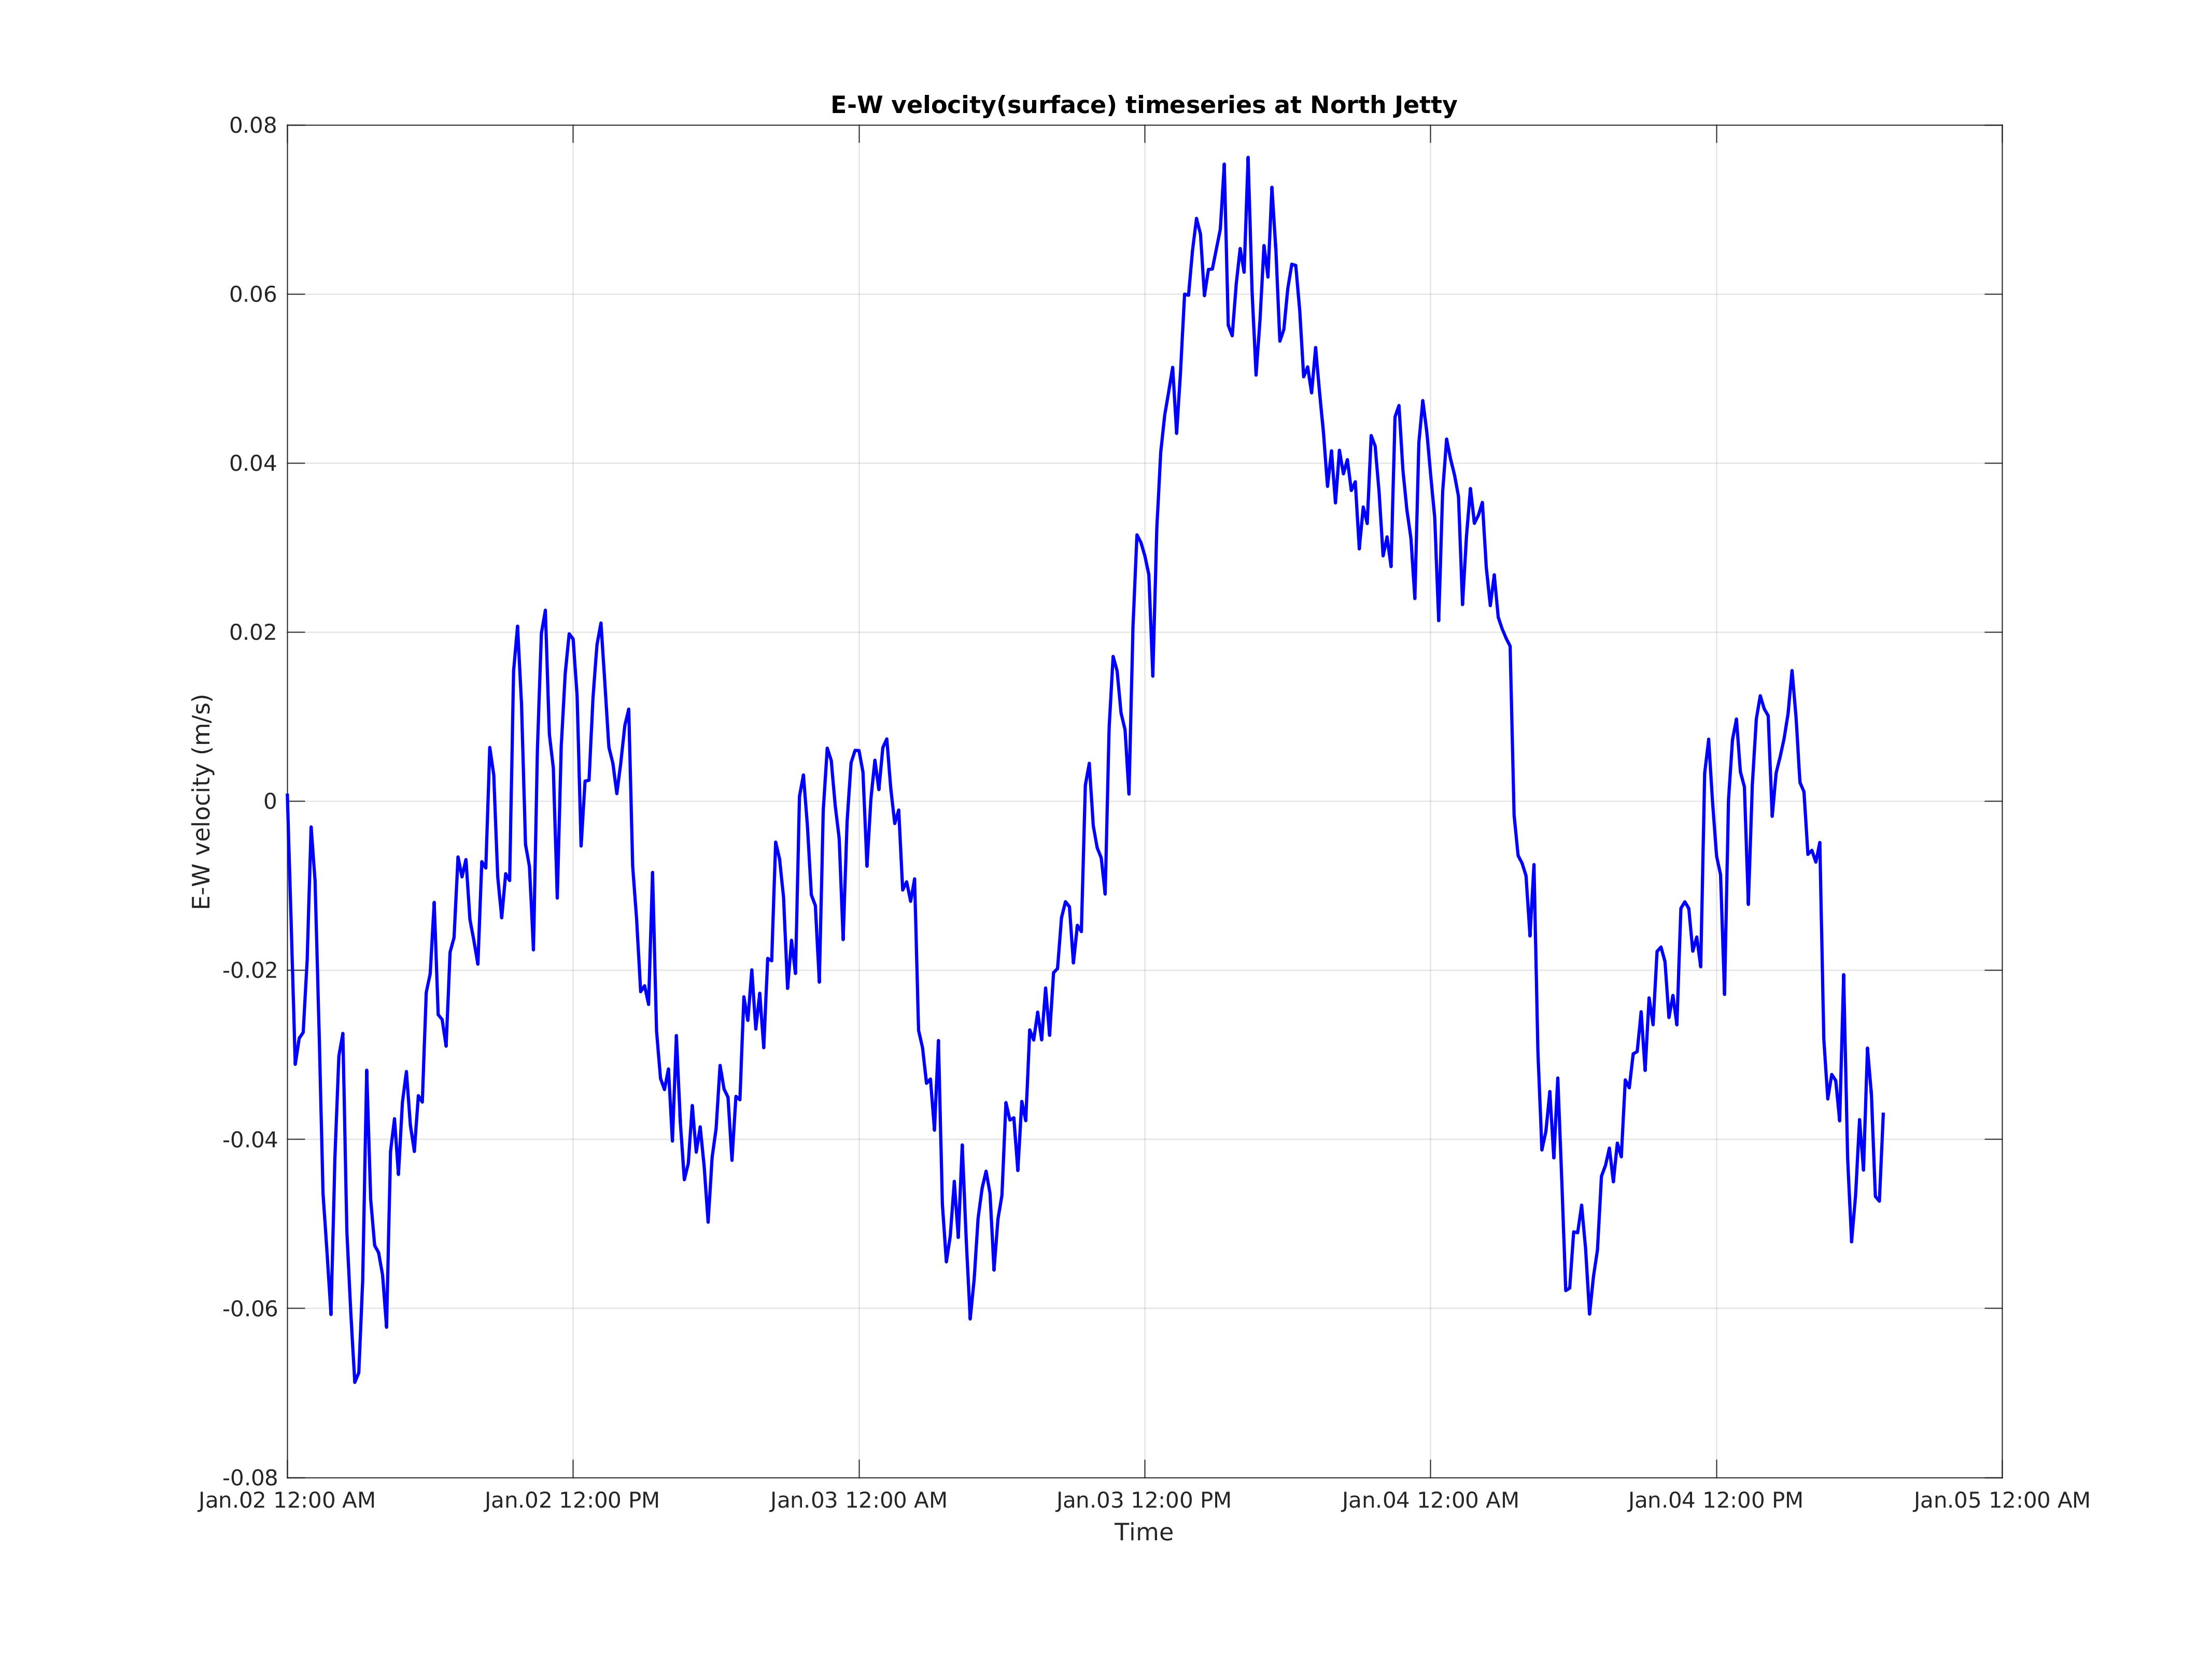 E-W velocity(surface) timeseries at North Jetty
0.08
0.06
0.04
0.02
0
-0.02
-0.04
-0.06
-0.08
E-W velocity (m/s)
Jan.02 12:00 AM Jan.02 12:00 PM Jan.03 12:00 AM Jan.03 12:00 PM Jan.04 12:00 AM Jan.04 12:00 PM Jan.05 12:00 AM
Time